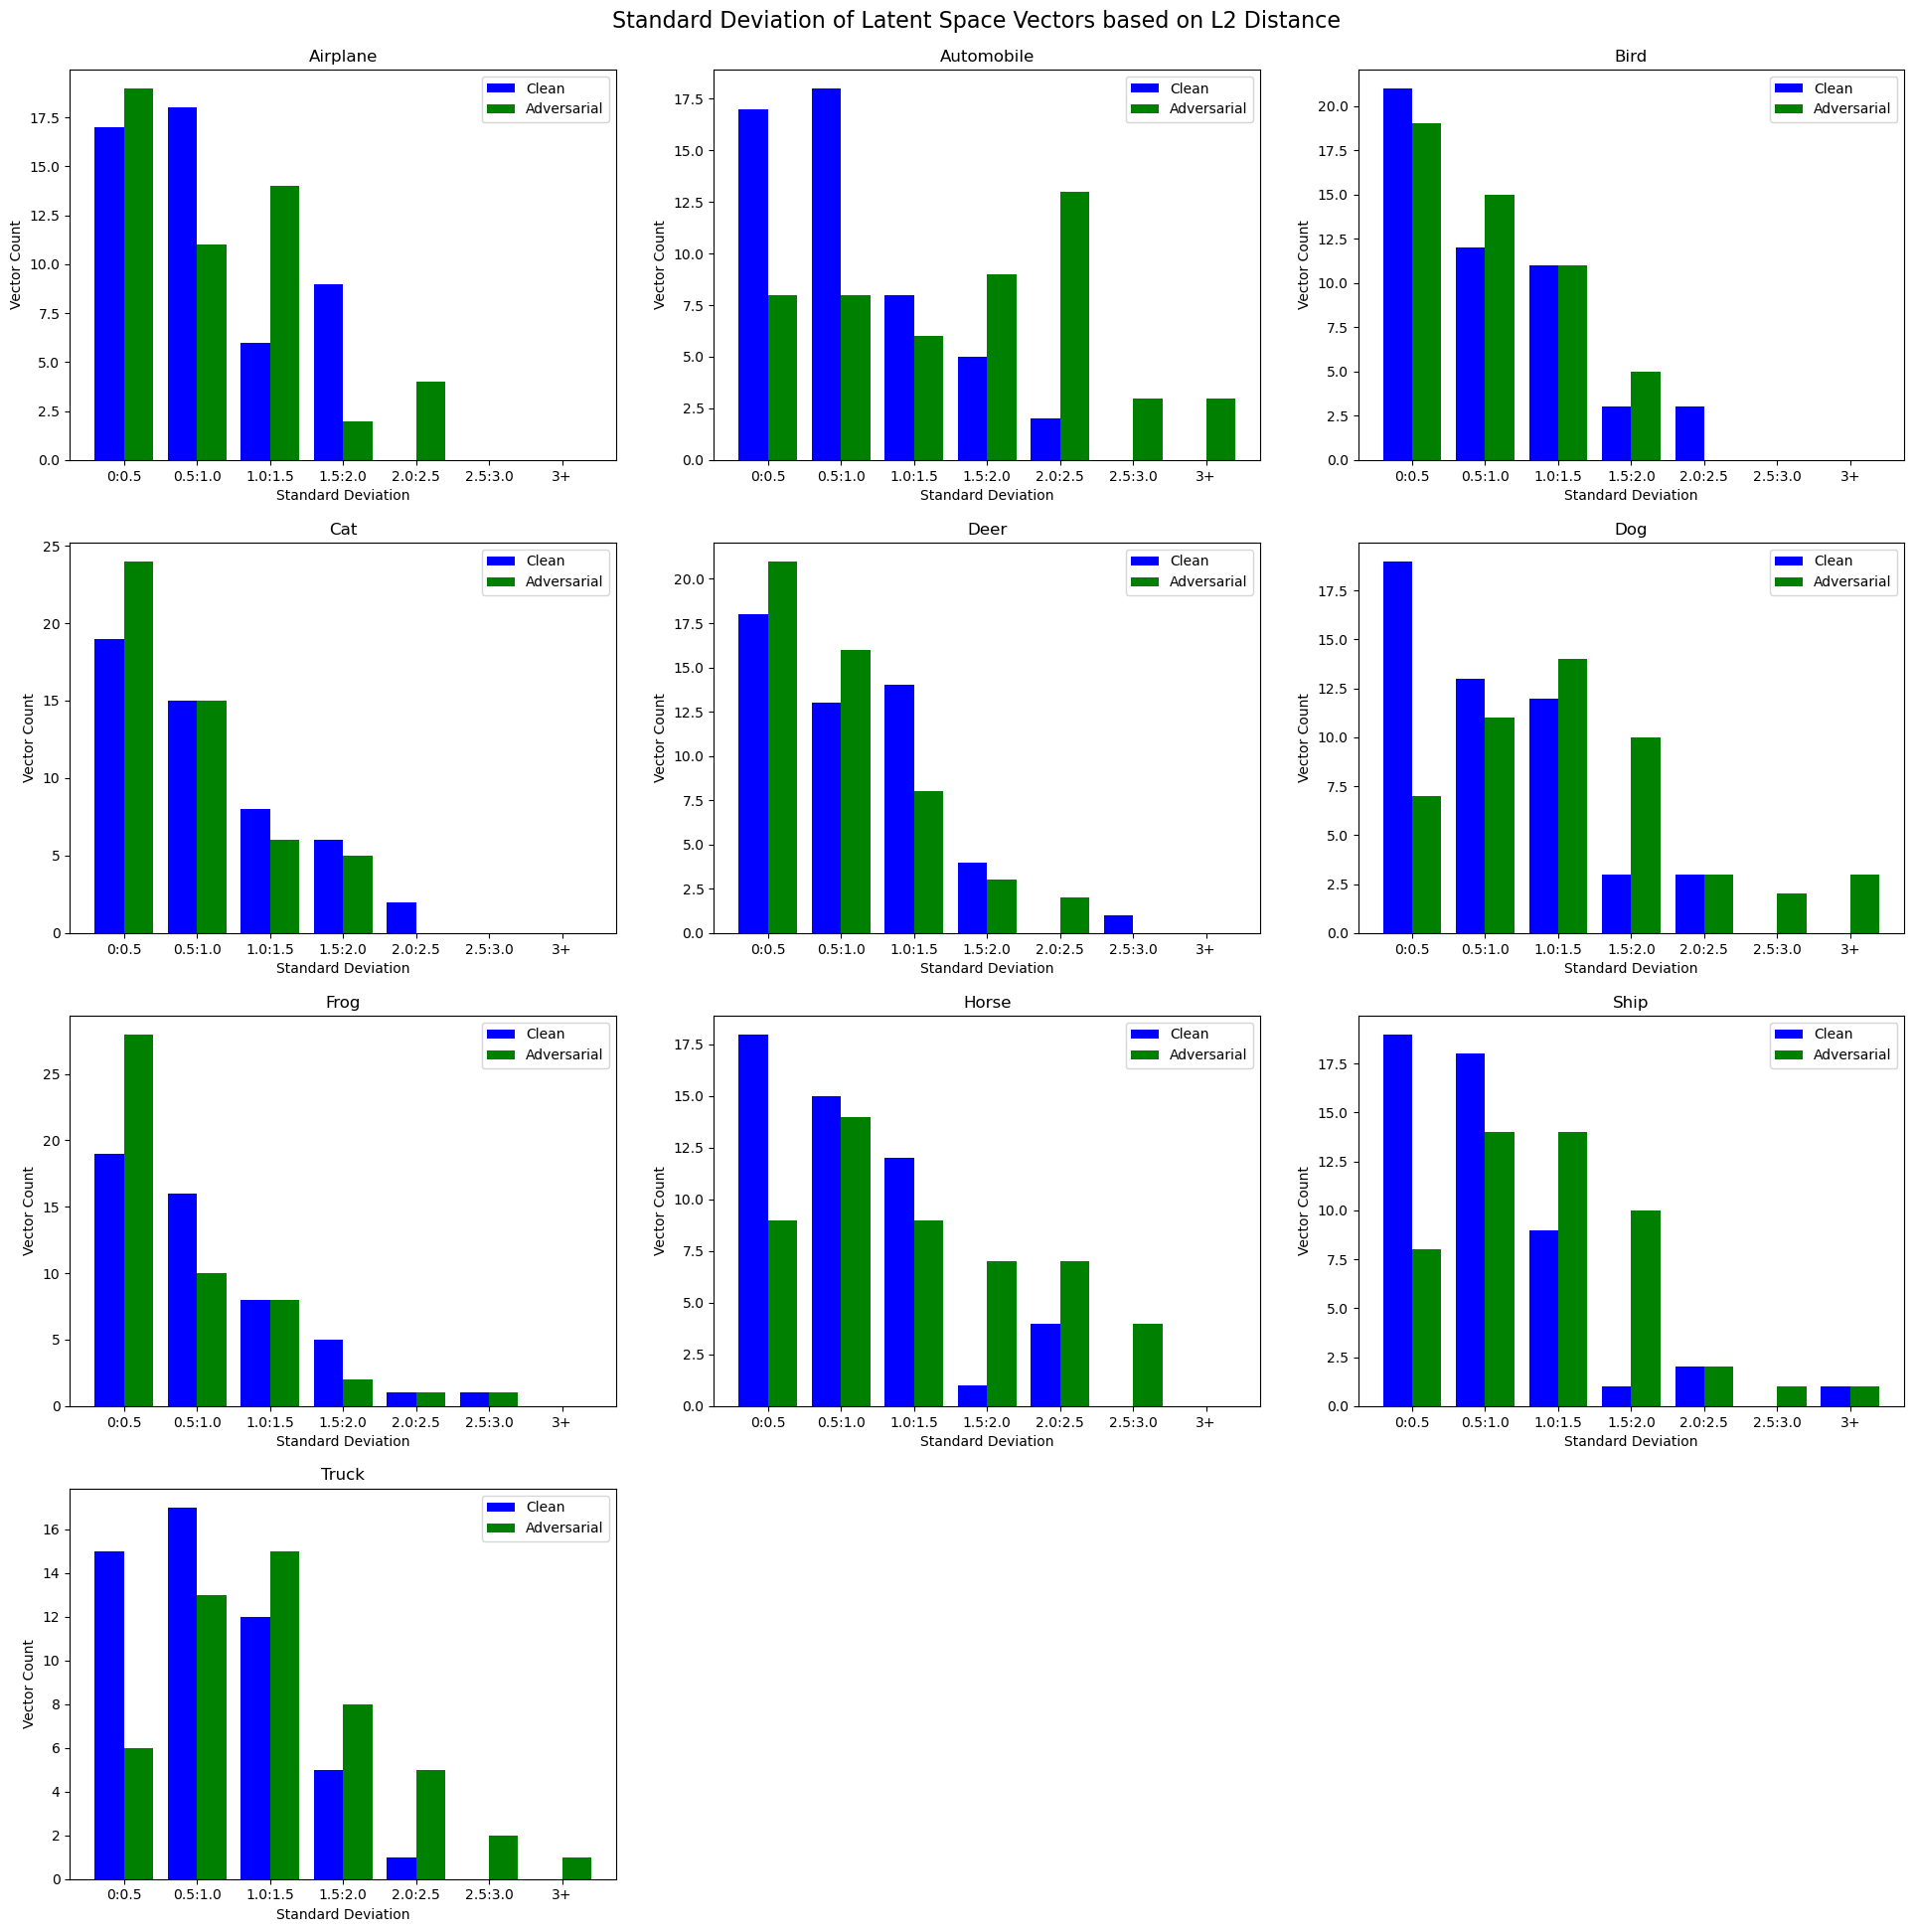 Standard Deviation of Latent Space Vectors based on L2 Distance
Airplane
Vector Count
17.5
15.0
12.5
10.0
7.5
5.0
2.5
0.0
Clean
Adversarial
0:0.5 0.5:1.0 1.0:1.5 1.5:2.0 2.0:2.5 2.5:3.0 3+
Standard Deviation
Automobile
Vector Count
17.5
15.0
12.5
10.0
7.5
5.0
2.5
0.0
Clean
Adversarial
0:0.5 0.5:1.0 1.0:1.5 1.5:2.0 2.0:2.5 2.5:3.0 3+
Standard Deviation
Bird
Vector Count
20.0
17.5
15.0
12.5
10.0
7.5
5.0
2.5
0.0
Clean
Adversarial
0:0.5 0.5:1.0 1.0:1.5 1.5:2.0 2.0:2.5 2.5:3.0 3+
Standard Deviation
Cat
Vector Count
25
20
15
10
5
0
Clean
Adversarial
0:0.5 0.5:1.0 1.0:1.5 1.5:2.0 2.0:2.5 2.5:3.0 3+
Standard Deviation
Deer
Vector Count
20.0
17.5
15.0
12.5
10.0
7.5
5.0
2.5
0.0
Clean
Adversarial
0:0.5 0.5:1.0 1.0:1.5 1.5:2.0 2.0:2.5 2.5:3.0 3+
Standard Deviation
Dog
Vector Count
17.5
15.0
12.5
10.0
7.5
5.0
2.5
0.0
Clean
Adversarial
0:0.5 0.5:1.0 1.0:1.5 1.5:2.0 2.0:2.5 2.5:3.0 3+
Standard Deviation
Frog
Vector Count
25
20
15
10
5
0
Clean
Adversarial
0:0.5 0.5:1.0 1.0:1.5 1.5:2.0 2.0:2.5 2.5:3.0 3+
Standard Deviation
Horse
Vector Count
17.5
15.0
12.5
10.0
7.5
5.0
2.5
0.0
Clean
Adversarial
0:0.5 0.5:1.0 1.0:1.5 1.5:2.0 2.0:2.5 2.5:3.0 3+
Standard Deviation
Ship
Vector Count
17.5
15.0
12.5
10.0
7.5
5.0
2.5
0.0
Clean
Adversarial
0:0.5 0.5:1.0 1.0:1.5 1.5:2.0 2.0:2.5 2.5:3.0 3+
Standard Deviation
Truck
Vector Count
16
14
12
10
8
6
4
2
0
Clean
Adversarial
0:0.5 0.5:1.0 1.0:1.5 1.5:2.0 2.0:2.5 2.5:3.0 3+
Standard Deviation